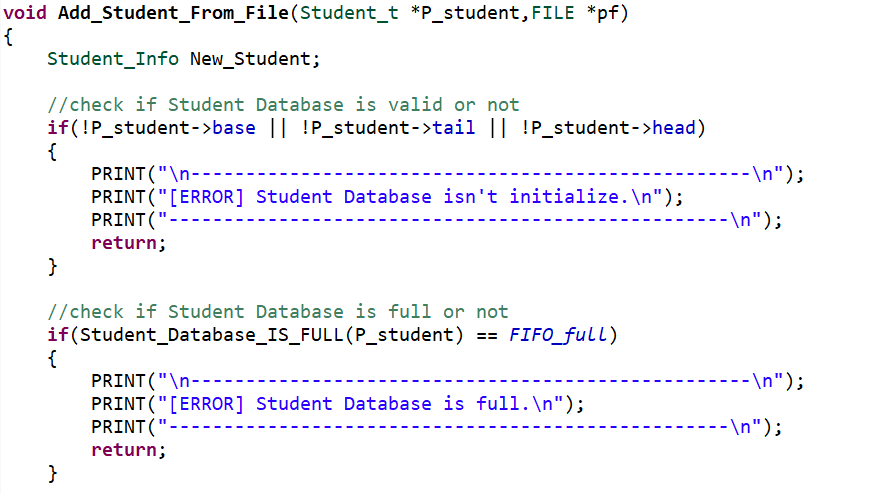 void Add_Student_From_File(Student_t *P_student,FILE *pf)
{
    Student_Info New_Student;

    //check if Student Database is valid or not
    if(!P_student->base || !P_student->tail || !P_student->head)
    {
        PRINT("\n---------------------------------------------------\n");
        PRINT("[ERROR] Student Database isn't initialize.\n");
        PRINT("---------------------------------------------------\n");
        return;
    }

    //check if Student Database is full or not
    if(Student_Database_IS_FULL(P_student) == FIFO_full)
    {
        PRINT("\n---------------------------------------------------\n");
        PRINT("[ERROR] Student Database is full.\n");
        PRINT("---------------------------------------------------\n");
        return;
    }